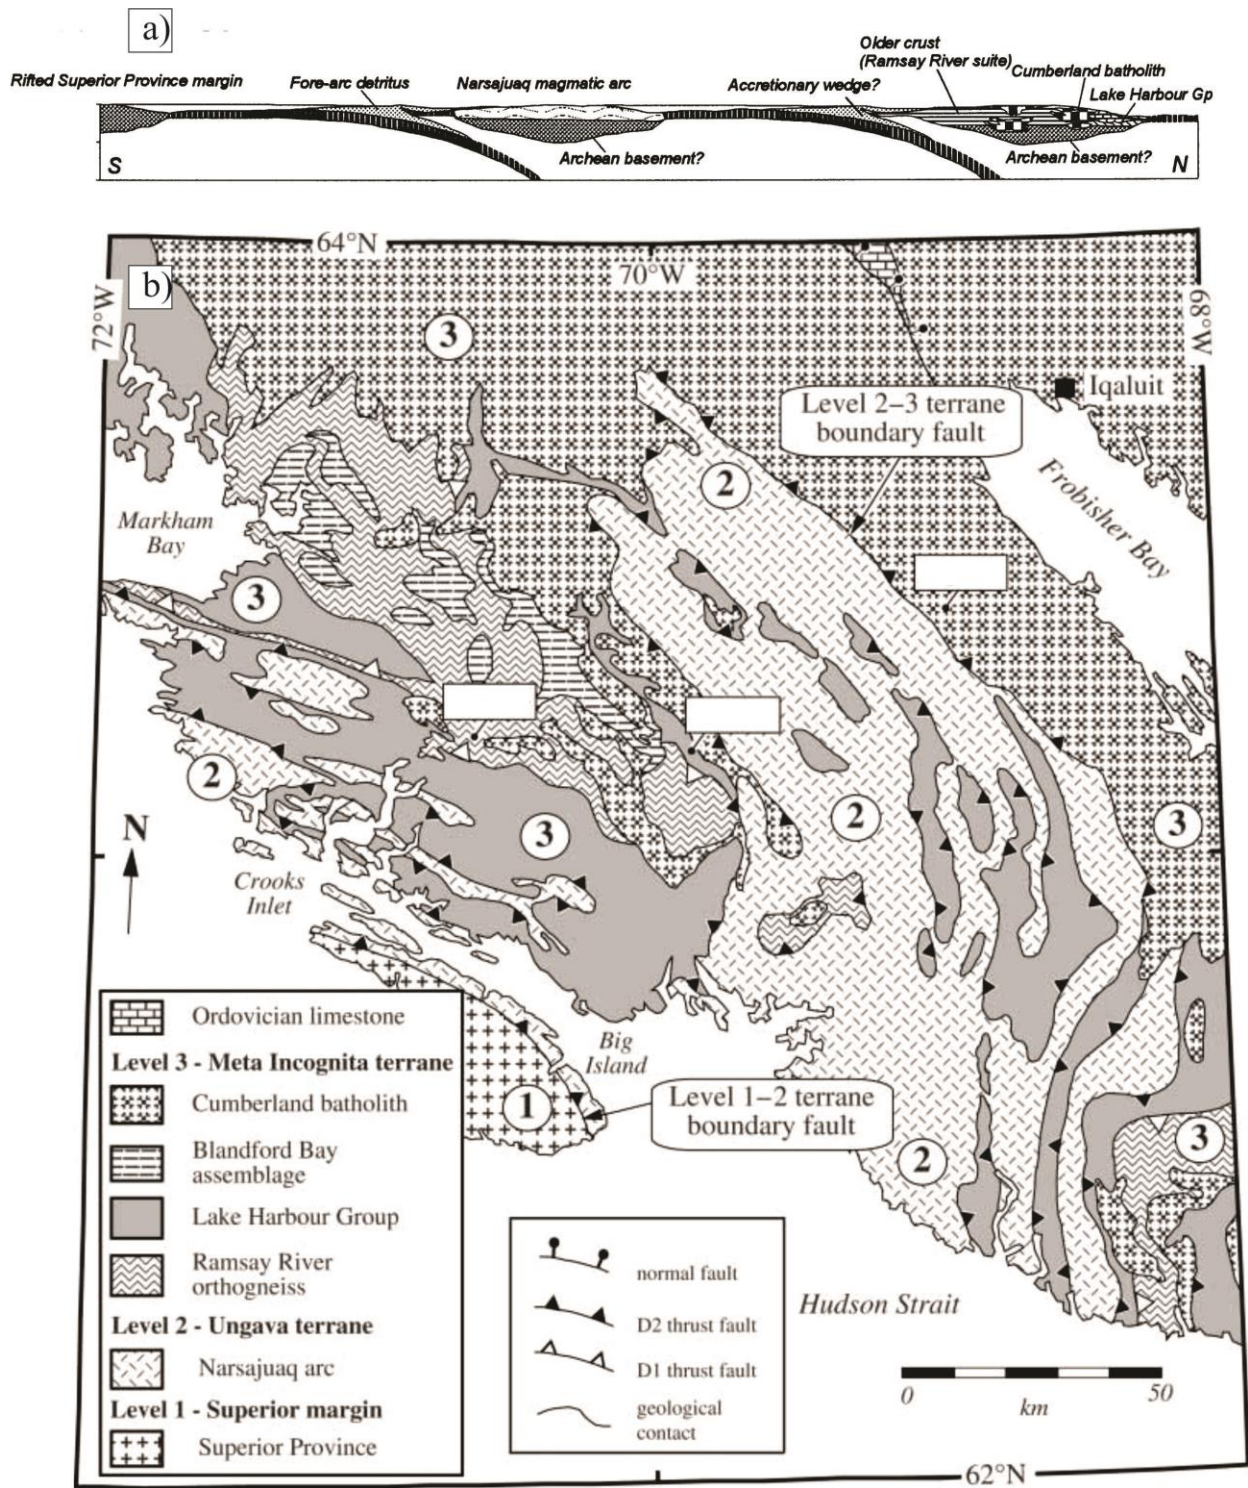 a)
Older crust
(Ramsay River suite)
Rifted Superior Province margin
Fore-arc detritus
Narsajuaq magmatic arc
Accretionary wedge?
Cumberland batholith
Lake Harbour Gp
Archean basement?
Archean basement?
S
N
64°N
70°W
b)
72°W
68°W
3
Iqaluit
Level 2–3 terrane
boundary fault
2
Frobisher Bay
Markham
Bay
3
2
2
3
3
N
Crooks
Inlet
Big
Island
1
Level 1–2 terrane
boundary fault
2
3
Ordovician limestone
Level 3 - Meta Incognita terrane
Cumberland batholith
Blandford Bay
assemblage
Lake Harbour Group
Ramsay River
orthogneiss
Level 2 - Ungava terrane
Narsajuaq arc
Level 1 - Superior margin
Superior Province
normal fault
D2 thrust fault
D1 thrust fault
geological
contact
Hudson Strait
0
50
km
62°N